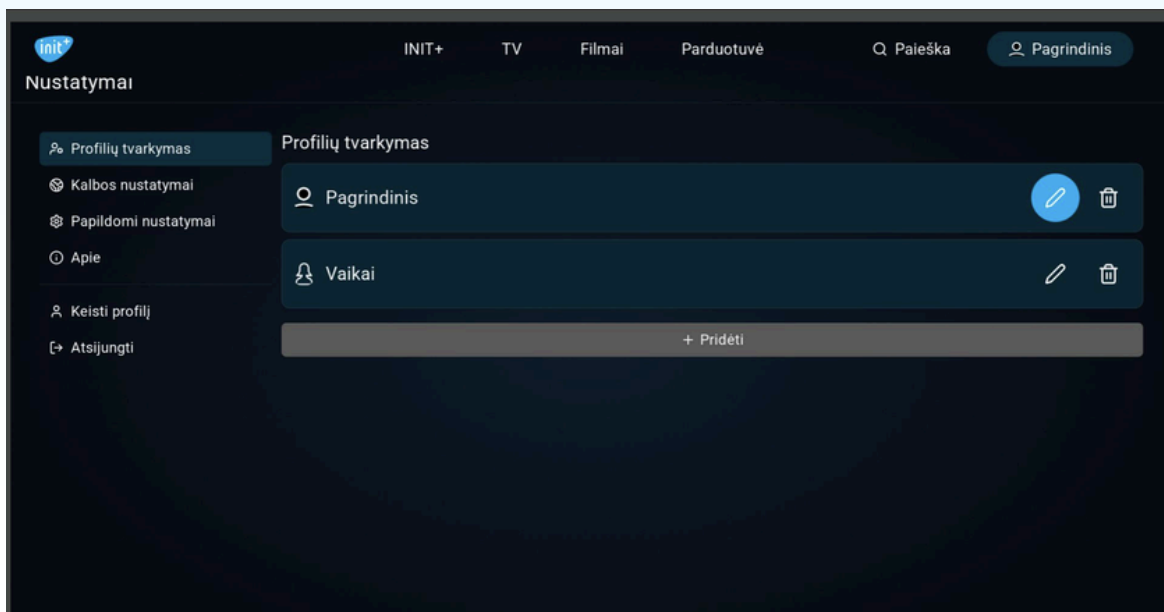 init+
INIT+ TV Filmai Parduotuvė Paieška Pagrindinis
Nustatymai
Profilių tvarkymas
Kalbos nustatymai
Papildomi nustatymai
Apie
Keisti profilį
Atsijungti
Profilių tvarkymas
Pagrindinis
Vaikai
+ Pridėti